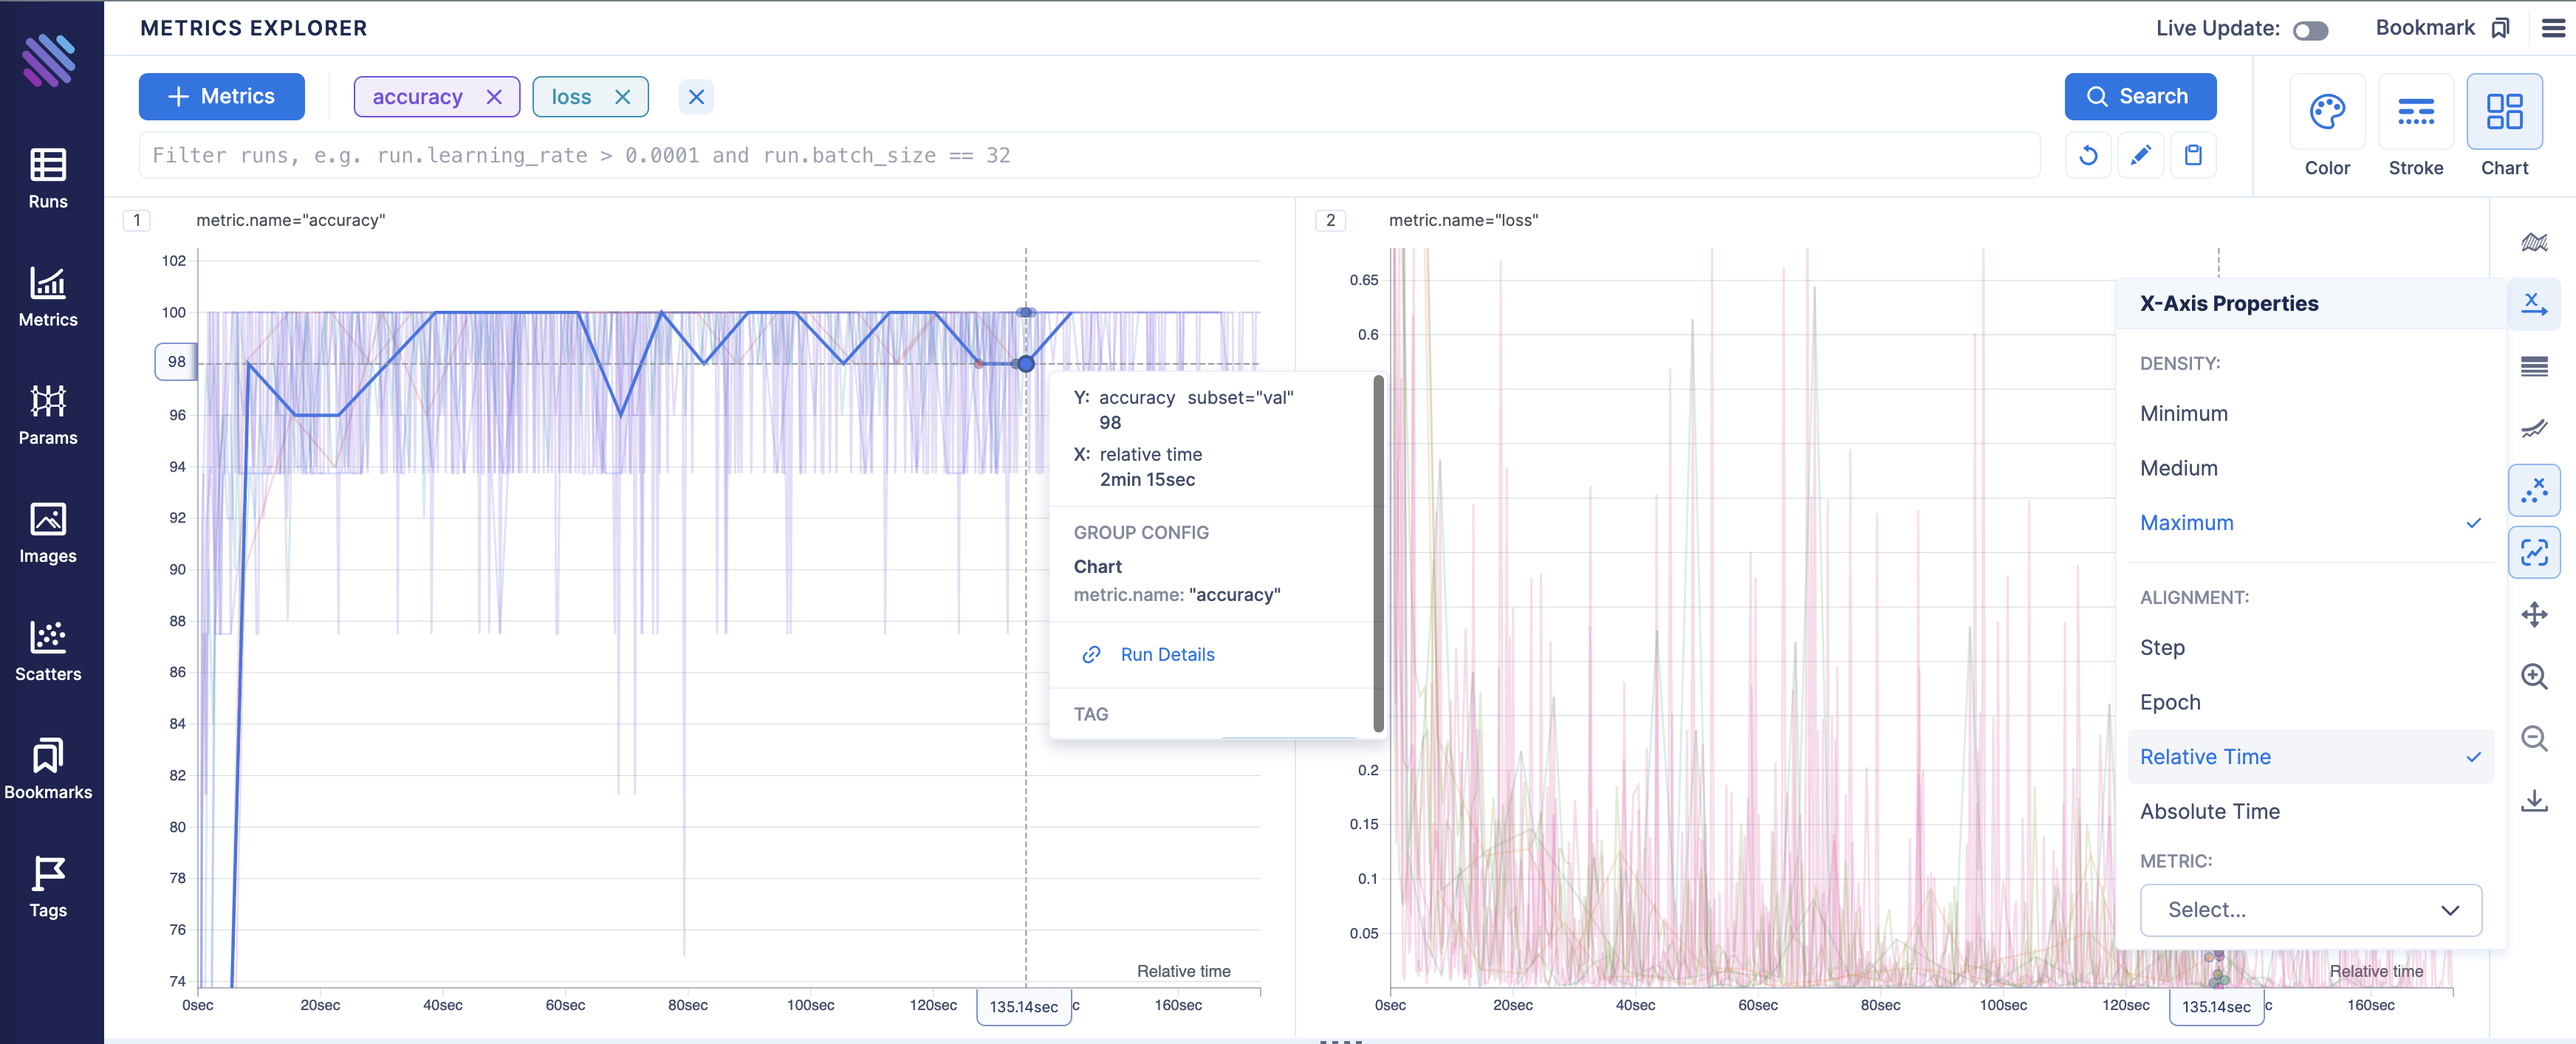 METRICS EXPLORER
Live Update:
Bookmark
Metrics
accuracy
loss
Search
Filter runs, e.g. run.learning_rate > 0.0001 and run.batch_size == 32
Color
Stroke
Chart
Runs
Metrics
Params
Images
Scatters
Bookmarks
Tags
1
metric.name="accuracy"
102
100
98
96
94
92
90
88
86
84
82
80
78
76
74
0sec
20sec
40sec
60sec
80sec
100sec
120sec
135.14sec
c
160sec
Relative time
Y: accuracy subset="val"
98
X: relative time
2min 15sec
GROUP CONFIG
Chart
metric.name: "accuracy"
Run Details
TAG
2
metric.name="loss"
0.65
0.6
0.2
0.15
0.1
0.05
0sec
20sec
40sec
60sec
80sec
100sec
120sec
135.14sec
c
160sec
Relative time
X-Axis Properties
DENSITY:
Minimum
Medium
Maximum
ALIGNMENT:
Step
Epoch
Relative Time
Absolute Time
METRIC:
Select...